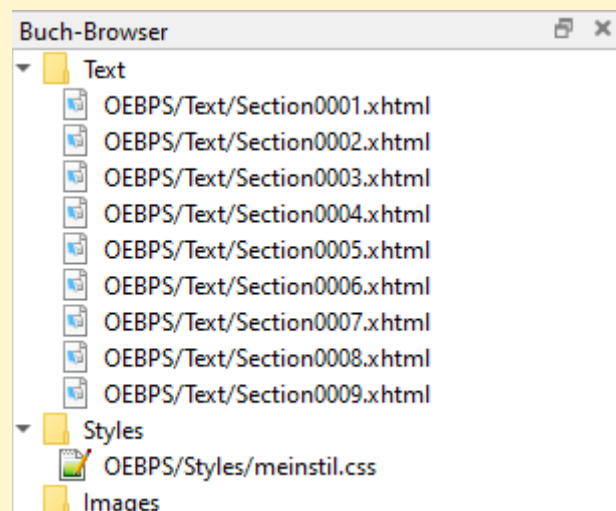 Buch-Browser
Text
OEBPS/Text/Section0001.xhtml
OEBPS/Text/Section0002.xhtml
OEBPS/Text/Section0003.xhtml
OEBPS/Text/Section0004.xhtml
OEBPS/Text/Section0005.xhtml
OEBPS/Text/Section0006.xhtml
OEBPS/Text/Section0007.xhtml
OEBPS/Text/Section0008.xhtml
OEBPS/Text/Section0009.xhtml
Styles
OEBPS/Styles/meinstil.css
Images